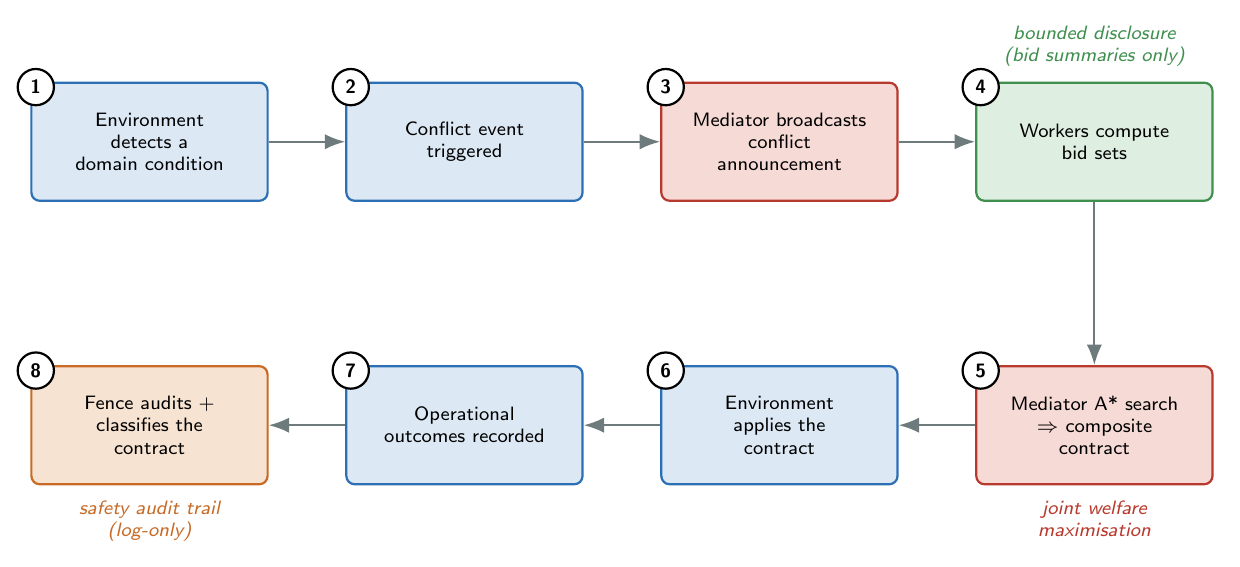 bounded disclosure
(bid summaries only)
1
Environment
detects a
domain condition
2
Conflict event
triggered
3
Mediator broadcasts
conflict
announcement
4
Workers compute
bid sets
5
Mediator A* search
⇒ composite
contract
joint welfare
maximisation
6
Environment
applies the
contract
7
Operational
outcomes recorded
8
Fence audits +
classifies the
contract
safety audit trail
(log-only)